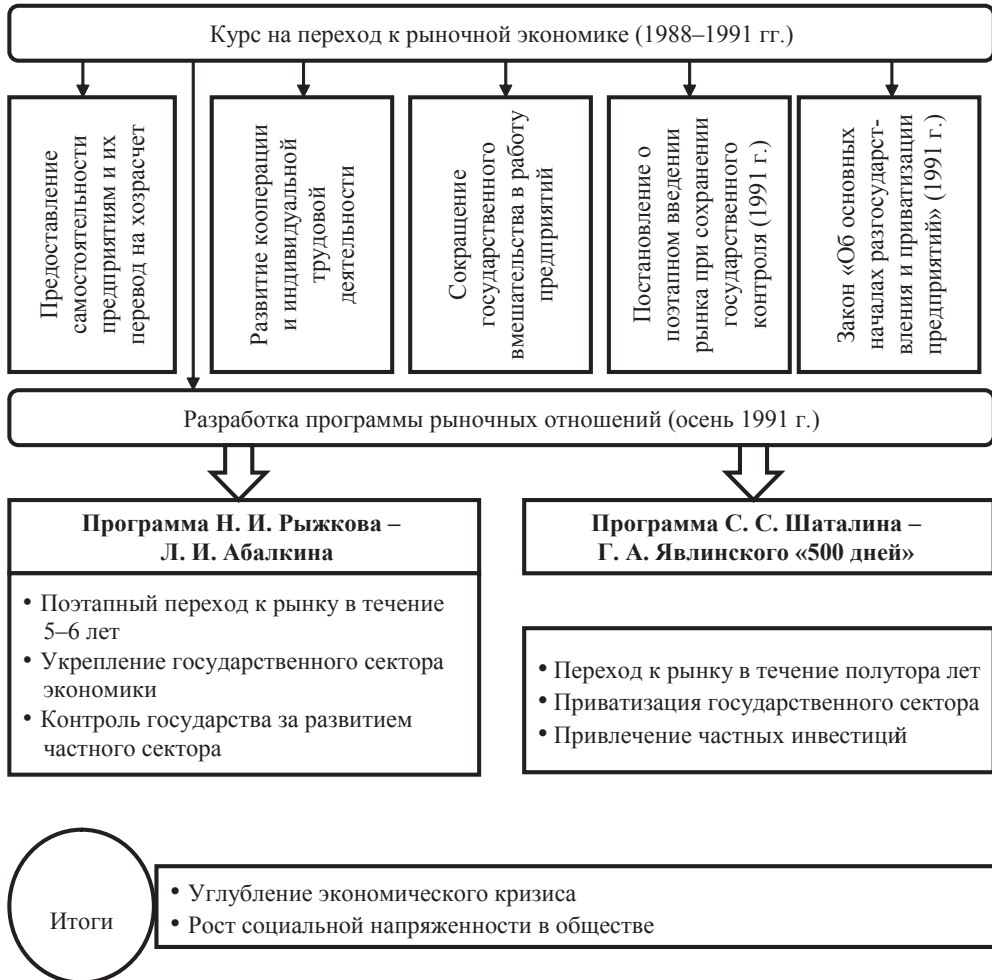 Курс на переход к рыночной экономике (1988–1991 гг.)
Предоставление
самостоятельности
предприятиям и их
перевод на хозрасчет
Развитие кооперации
и индивидуальной
трудовой
деятельности
Сокращение
государственного
вмешательства в работу
предприятий
Постановление о
поэтапном введении
рынка при сохранении
государственного
контроля (1991 г.)
Закон «Об основных
началах разгосударст-
вления и приватизации
предприятий» (1991 г.)
Разработка программы рыночных отношений (осень 1991 г.)
Программа Н. И. Рыжкова –
Л. И. Абалкина
• Поэтапный переход к рынку в течение
5–6 лет
• Укрепление государственного сектора
экономики
• Контроль государства за развитием
частного сектора
Программа С. С. Шаталина –
Г. А. Явлинского «500 дней»
• Переход к рынку в течение полутора лет
• Приватизация государственного сектора
• Привлечение частных инвестиций
Итоги
• Углубление экономического кризиса
• Рост социальной напряженности в обществе